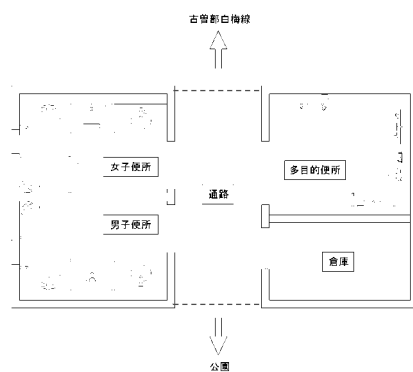 古曽部白梅線
女子便所
多目的便所
通路
男子便所
倉庫
公園